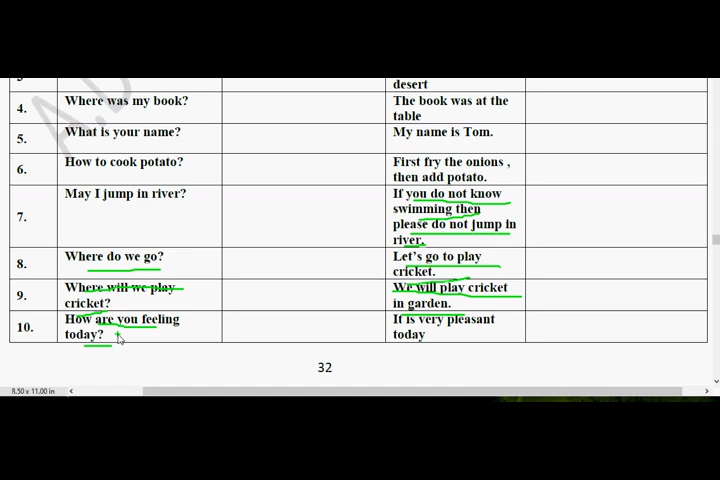 desert
4. Where was my book? The book was at the
table
5. What is your name? My name is Tom.
6. How to cook potato? First fry the onions ,
then add potato.
7. May I jump in river? If you do not know
swimming then
please do not jump in
river.
8. Where do we go? Let's go to play
cricket.
9. Where will we play We will play cricket
cricket? in garden.
10. How are you feeling It is very pleasant
today? today
32
8.50 x 11.00 in